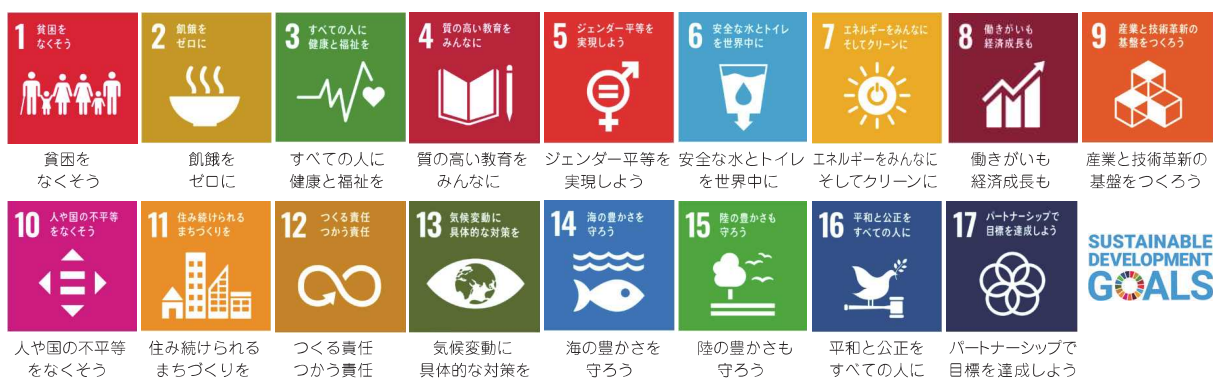 1 貧困を
なくそう
2 飢餓を
ゼロに
3 すべての人に
健康と福祉を
4 質の高い教育を
みんなに
5 ジェンダー平等を
実現しよう
6 安全な水とトイレ
を世界中に
7 エネルギーをみんなに
そしてクリーンに
8 働きがいも
経済成長も
9 産業と技術革新の
基盤をつくろう
貧困を
なくそう
飢餓を
ゼロに
すべての人に
健康と福祉を
質の高い教育を
みんなに
ジェンダー平等を
実現しよう
安全な水とトイレ
を世界中に
エネルギーをみんなに
そしてクリーンに
働きがいも
経済成長も
産業と技術革新の
基盤をつくろう
10 人や国の不平等
をなくそう
11 住み続けられる
まちづくりを
12 つくる責任
つかう責任
13 気候変動に
具体的な対策を
14 海の豊かさを
守ろう
15 陸の豊かさも
守ろう
16 平和と公正を
すべての人に
17 パートナーシップで
目標を達成しよう
SUSTAINABLE
DEVELOPMENT
GOALS
人や国の不平等
をなくそう
住み続けられる
まちづくりを
つくる責任
つかう責任
気候変動に
具体的な対策を
海の豊かさを
守ろう
陸の豊かさも
守ろう
平和と公正を
すべての人に
パートナーシップで
目標を達成しよう